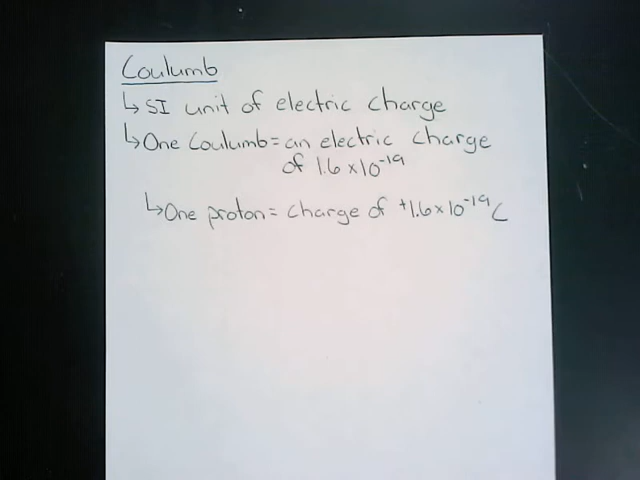 Coulumb
↳ SI unit of electric charge
↳ One Coulumb = an electric charge
of 1.6 x 10⁻¹⁹
↳ One proton = charge of +1.6 x 10⁻¹⁹ C